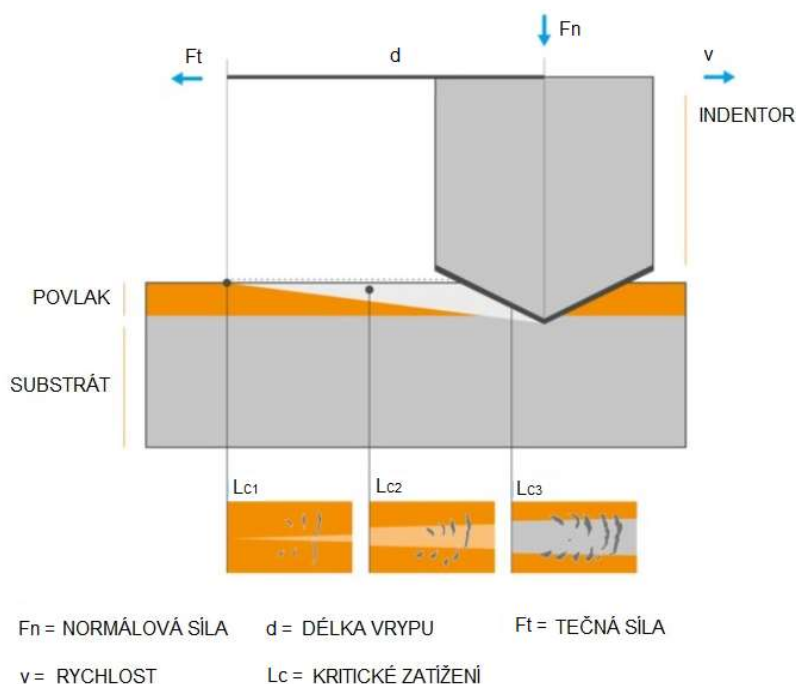 Fn
Ft d v
INDENTOR
POVLAK
SUBSTRÁT
Lc1 Lc2 Lc3
Fn = NORMÁLOVÁ SÍLA d = DÉLKA VRYPU Ft = TEČNÁ SÍLA
v = RYCHLOST Lc = KRITICKÉ ZATÍŽENÍ